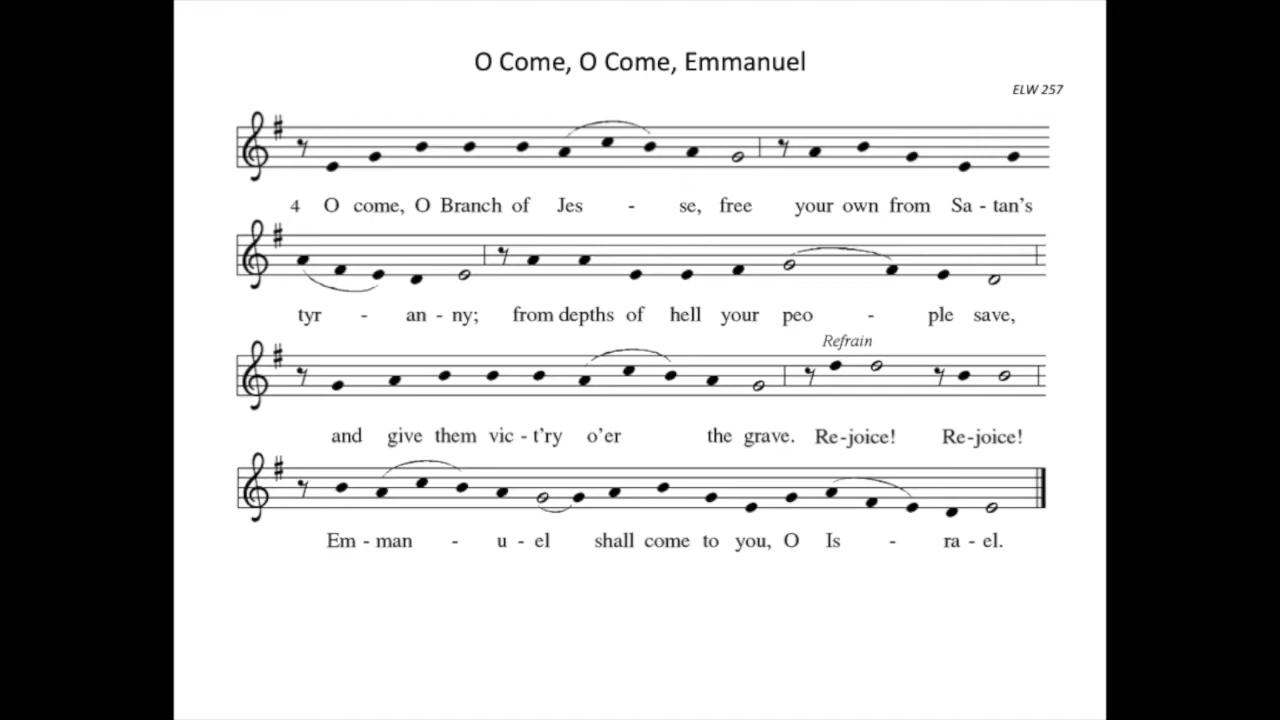 O Come, O Come, Emmanuel
ELW 257
4 O come, O Branch of Jes - se, free your own from Sa - tan's
tyr - an - ny; from depths of hell your peo - ple save,
Refrain
and give them vic - t'ry o'er the grave. Re-joice! Re-joice!
Em - man - u - el shall come to you, O Is - ra - el.